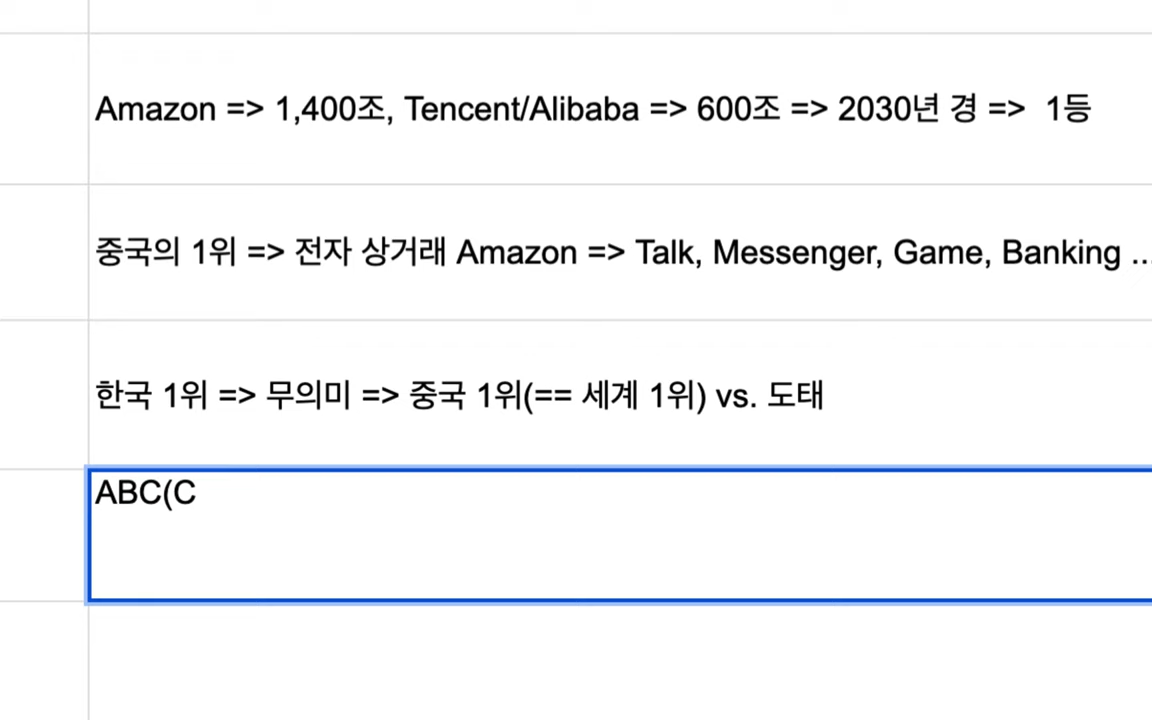 Amazon => 1,400조, Tencent/Alibaba => 600조 => 2030년 경 =>  1등
중국의 1위 => 전자 상거래 Amazon => Talk, Messenger, Game, Banking ...
한국 1위 => 무의미 => 중국 1위(== 세계 1위) vs. 도태
ABC(C